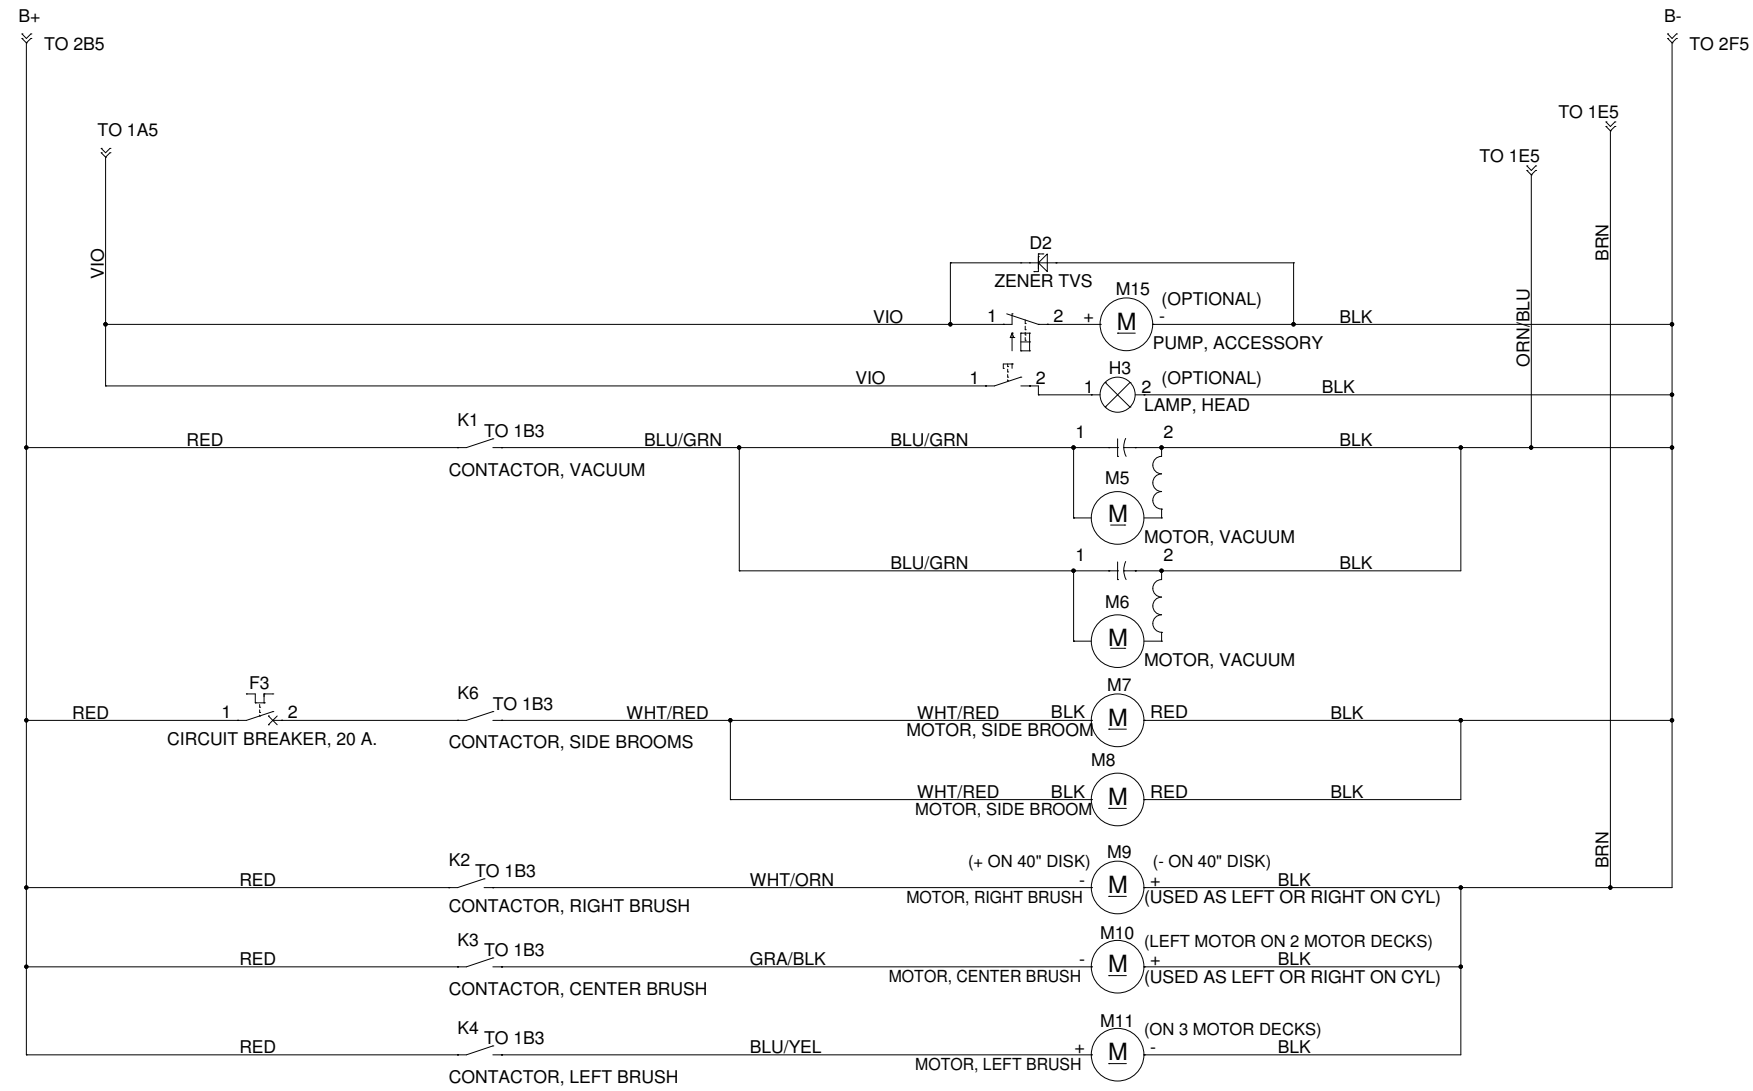 B+
B-
TO 2B5
TO 2F5
TO 1E5
TO 1A5
TO 1E5
BRN
VIO
D2
ZENER TVS
M15
(OPTIONAL)
ORN/BLU
VIO
1
2
+
M
-
BLK
PUMP, ACCESSORY
H3
VIO
1
2
1
2
(OPTIONAL)
BLK
LAMP, HEAD
K1
TO 1B3
RED
BLU/GRN
BLU/GRN
1
2
BLK
CONTACTOR, VACUUM
M5
M
MOTOR, VACUUM
BLU/GRN
1
2
BLK
M6
M
MOTOR, VACUUM
F3
K6
TO 1B3
M7
RED
1
2
WHT/RED
WHT/RED
BLK
M
RED
BLK
CIRCUIT BREAKER, 20 A.
CONTACTOR, SIDE BROOMS
MOTOR, SIDE BROOM
M8
WHT/RED
BLK
M
RED
BLK
MOTOR, SIDE BROOM
BRN
K2
TO 1B3
(+ ON 40" DISK)
M9
(- ON 40" DISK)
RED
WHT/ORN
-
M
+
BLK
CONTACTOR, RIGHT BRUSH
MOTOR, RIGHT BRUSH
(USED AS LEFT OR RIGHT ON CYL)
K3
TO 1B3
M10
(LEFT MOTOR ON 2 MOTOR DECKS)
RED
GRA/BLK
-
M
+
BLK
CONTACTOR, CENTER BRUSH
MOTOR, CENTER BRUSH
(USED AS LEFT OR RIGHT ON CYL)
K4
TO 1B3
M11
(ON 3 MOTOR DECKS)
RED
BLU/YEL
+
M
-
BLK
CONTACTOR, LEFT BRUSH
MOTOR, LEFT BRUSH